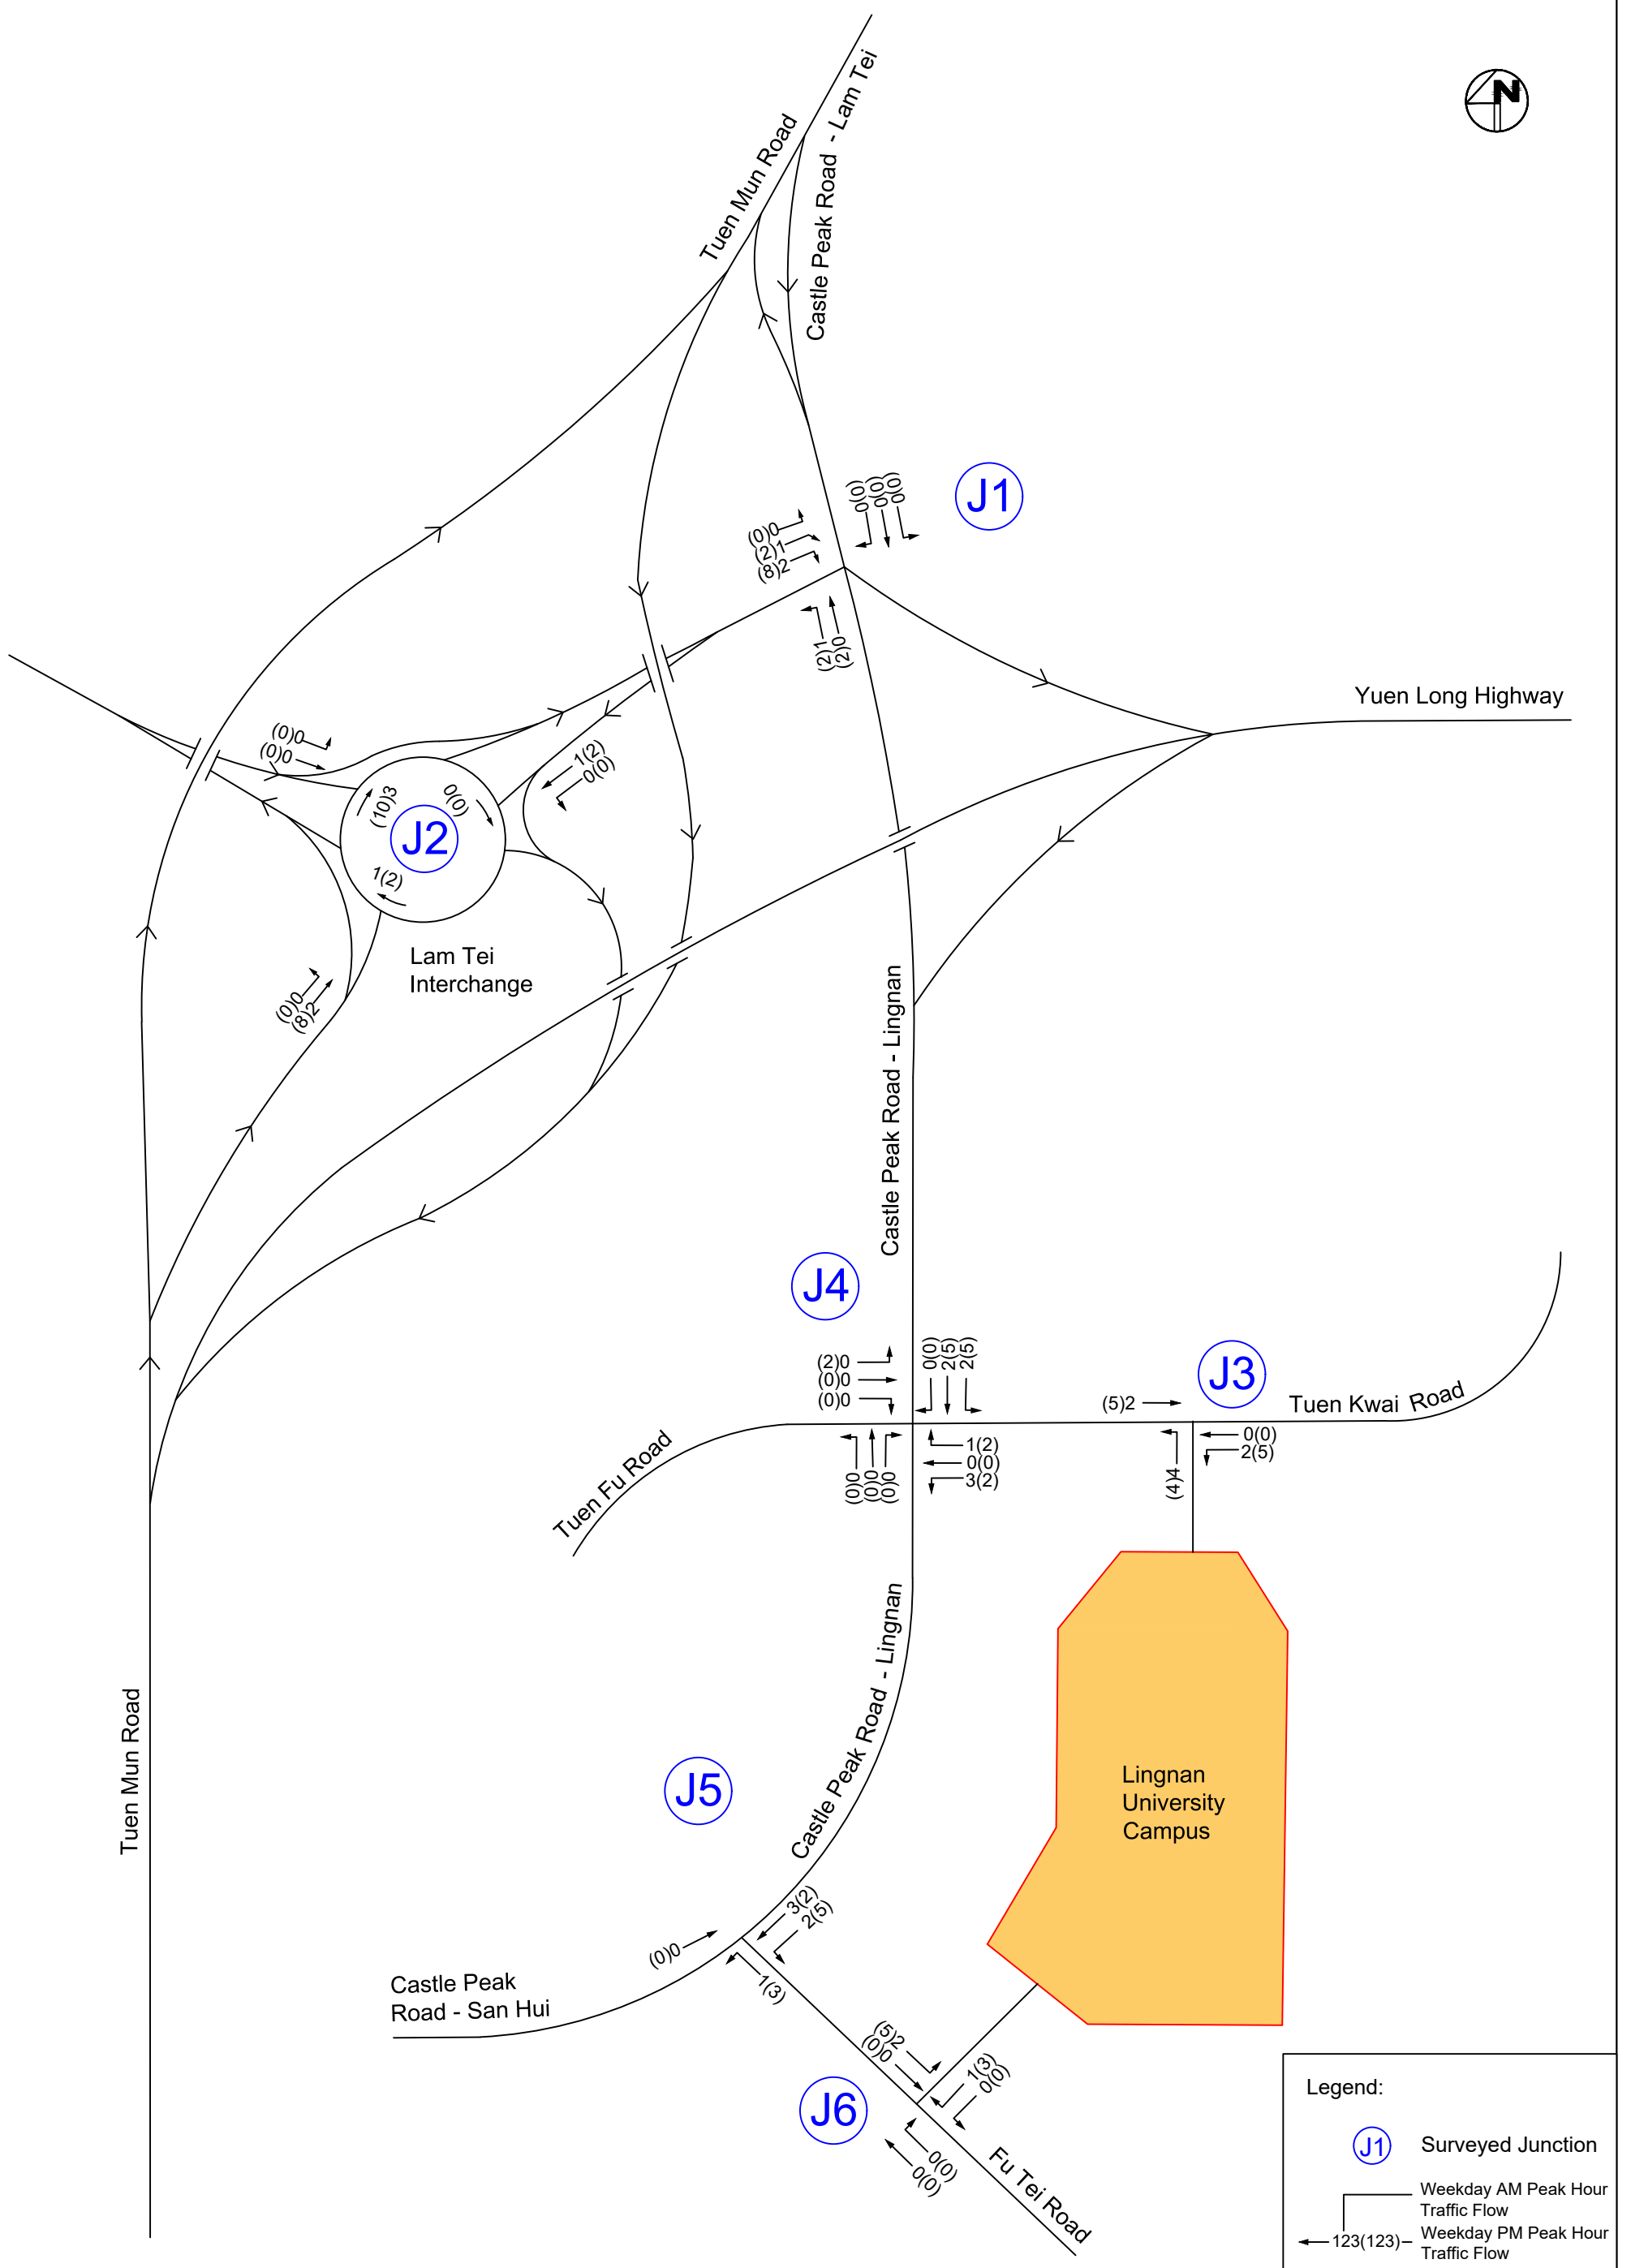 N
Tuen Mun Road
Castle Peak Road - Lam Tei
J1
(0)0
(0)0
(0)0
(0)0
(2)1
(8)2
(2)1
(2)0
Yuen Long Highway
(0)0
(0)0
1(2)
0(0)
(10)3
0(0)
J2
1(2)
Lam Tei
Interchange
(0)0
(8)2
Castle Peak Road - Lingnan
J4
(2)0
(0)0
(0)0
0(0)
2(5)
2(5)
J3
(5)2
Tuen Kwai Road
0(0)
2(5)
(4)4
1(2)
0(0)
3(2)
(0)0
(0)0
(0)0
Tuen Fu Road
Castle Peak Road - Lingnan
Tuen Mun Road
J5
Lingnan
University
Campus
3(2)
2(5)
(0)0
1(3)
Castle Peak
Road - San Hui
(5)2
(0)0
1(3)
0(0)
J6
0(0)
0(0)
Fu Tei Road
Legend:
J1 Surveyed Junction
Weekday AM Peak Hour
Traffic Flow
123(123) Weekday PM Peak Hour
Traffic Flow